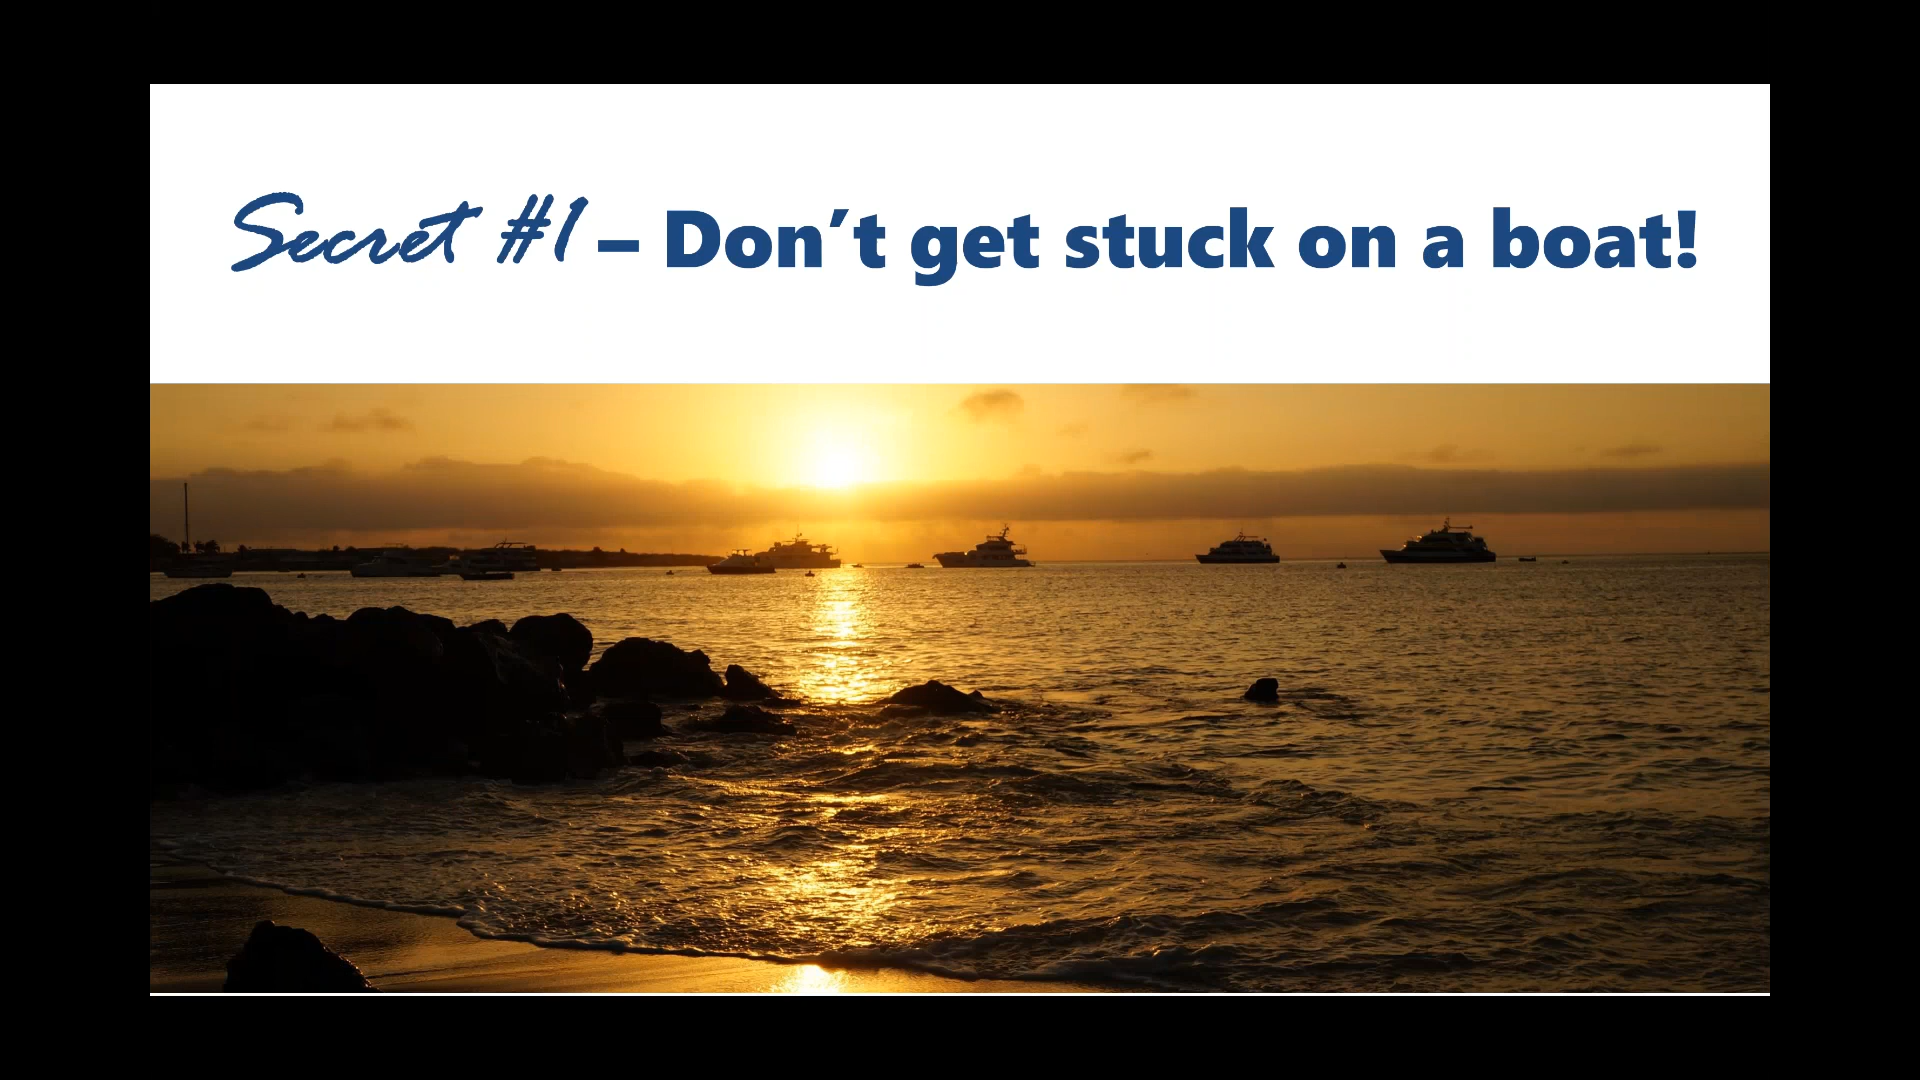 Secret #1 – Don’t get stuck on a boat!